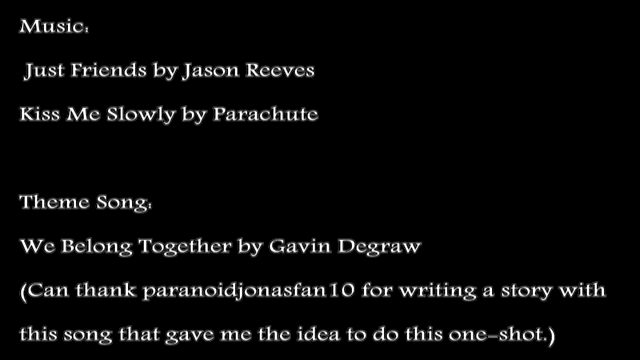 Music:
Just Friends by Jason Reeves
Kiss Me Slowly by Parachute
Theme Song:
We Belong Together by Gavin Degraw
(Can thank paranoidjonasfan10 for writing a story with
this song that gave me the idea to do this one-shot.)